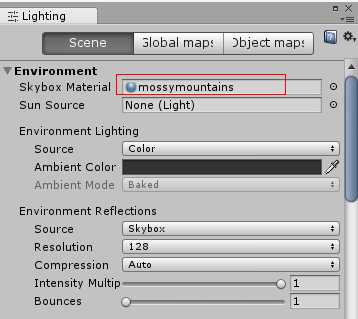 Lighting
Scene Global maps Object maps
Environment
Skybox Material mossymountains
Sun Source None (Light)
Environment Lighting
Source Color
Ambient Color
Ambient Mode Baked
Environment Reflections
Source Skybox
Resolution 128
Compression Auto
Intensity Multip 1
Bounces 1